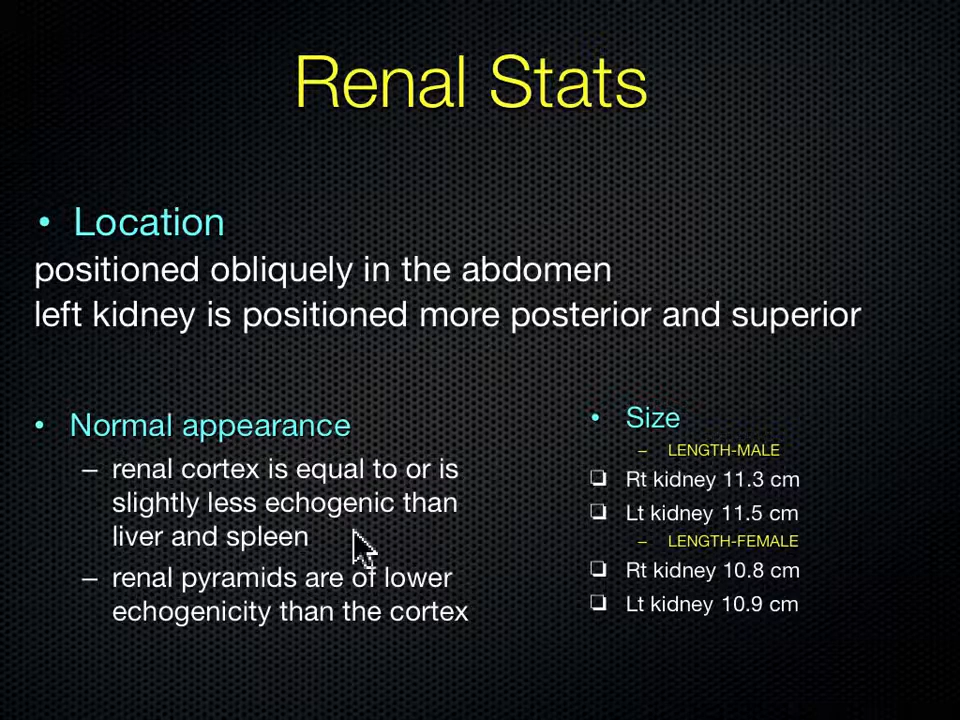 Renal Stats
• Location
positioned obliquely in the abdomen
left kidney is positioned more posterior and superior
• Normal appearance
– renal cortex is equal to or is
slightly less echogenic than
liver and spleen
– renal pyramids are of lower
echogenicity than the cortex
• Size
– LENGTH-MALE
❑ Rt kidney 11.3 cm
❑ Lt kidney 11.5 cm
– LENGTH-FEMALE
❑ Rt kidney 10.8 cm
❑ Lt kidney 10.9 cm